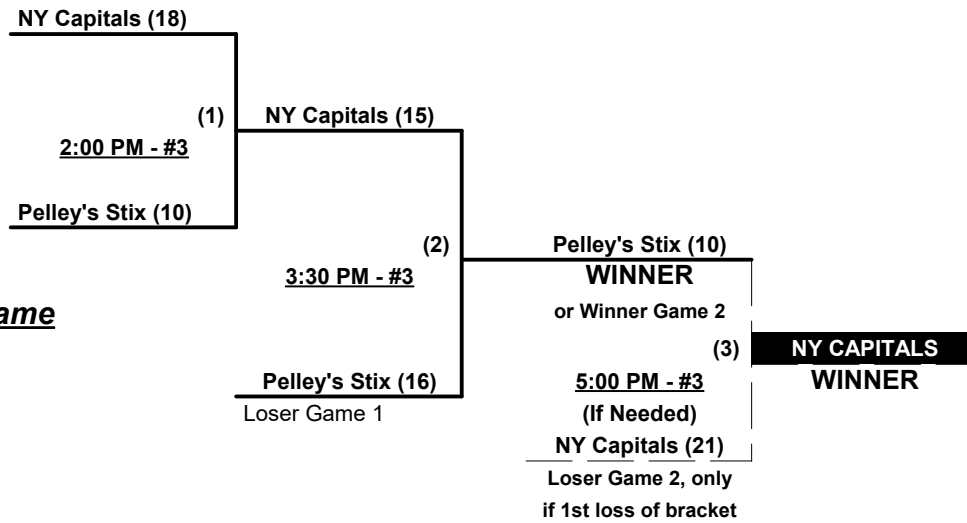 NY Capitals (18)
(1)
NY Capitals (15)
2:00 PM - #3
Pelley's Stix (10)
(2)
Pelley's Stix (10)
3:30 PM - #3
WINNER
or Winner Game 2
(3)
NY CAPITALS
Pelley's Stix (16)
5:00 PM - #3
WINNER
Loser Game 1
(If Needed)
NY Capitals (21)
Loser Game 2, only
if 1st loss of bracket